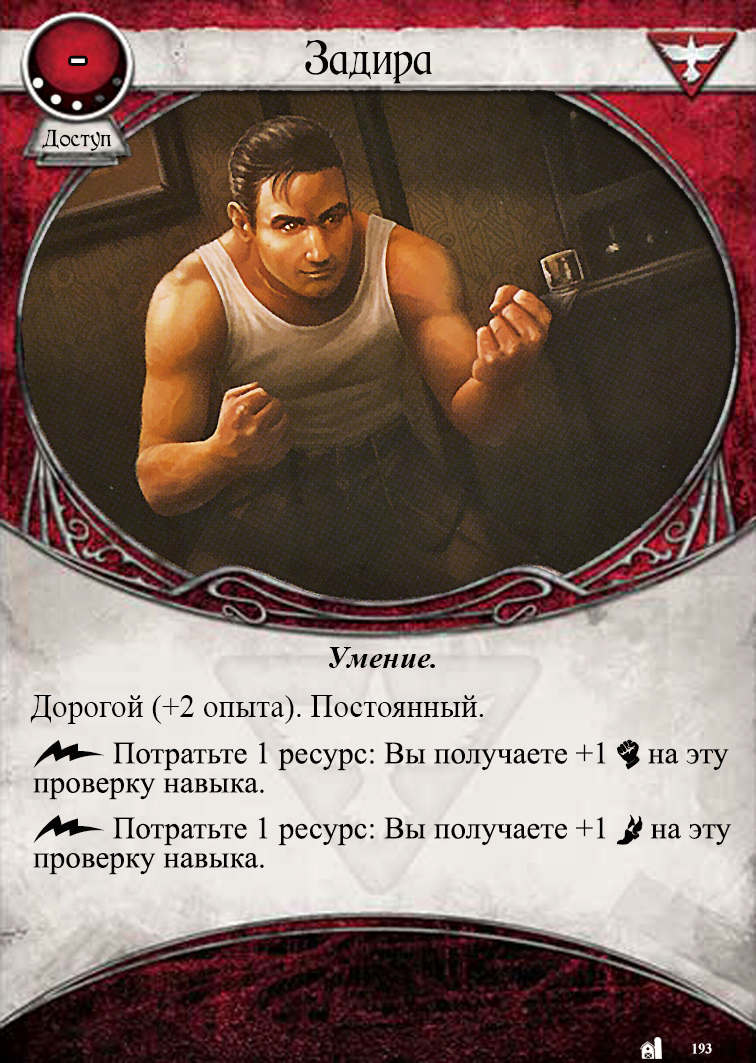 -
Задира
Доступ
Умение.
Дорогой (+2 опыта). Постоянный.
Потратьте 1 ресурс: Вы получаете +1 на эту
проверку навыка.
Потратьте 1 ресурс: Вы получаете +1 на эту
проверку навыка.
193